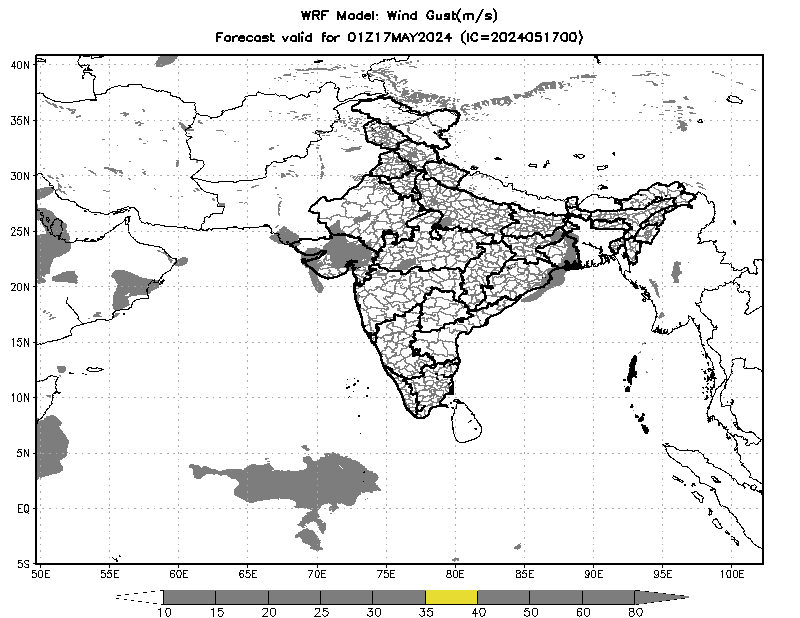 WRF Model: Wind Gust(m/s)
Forecast valid for 01Z17MAY2024 (IC=2024051700)
40N
35N
30N
25N
20N
15N
10N
5N
EQ
5S
50E 55E 60E 65E 70E 75E 80E 85E 90E 95E 100E
10 15 20 25 30 35 40 50 60 80